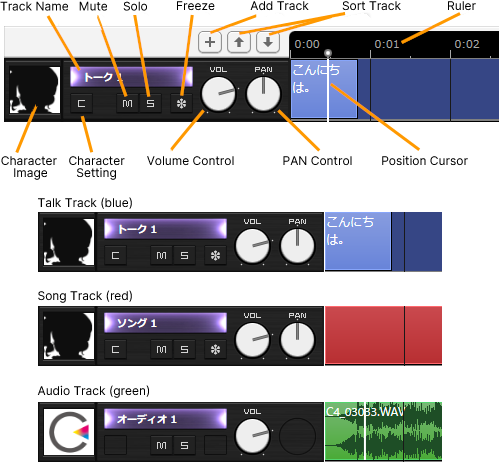 Track Name Mute Solo Freeze Add Track Sort Track Ruler
0:00 0:01 0:02
トーク 1
VOL PAN
こんにち
は。
C M S
Character
Image
Character
Setting
Volume Control PAN Control Position Cursor
Talk Track (blue)
トーク 1
VOL PAN
こんにち
は。
C M S
Song Track (red)
ソング 1
VOL PAN
C M S
Audio Track (green)
オーディオ 1
VOL
C4_03033.WAV
M S